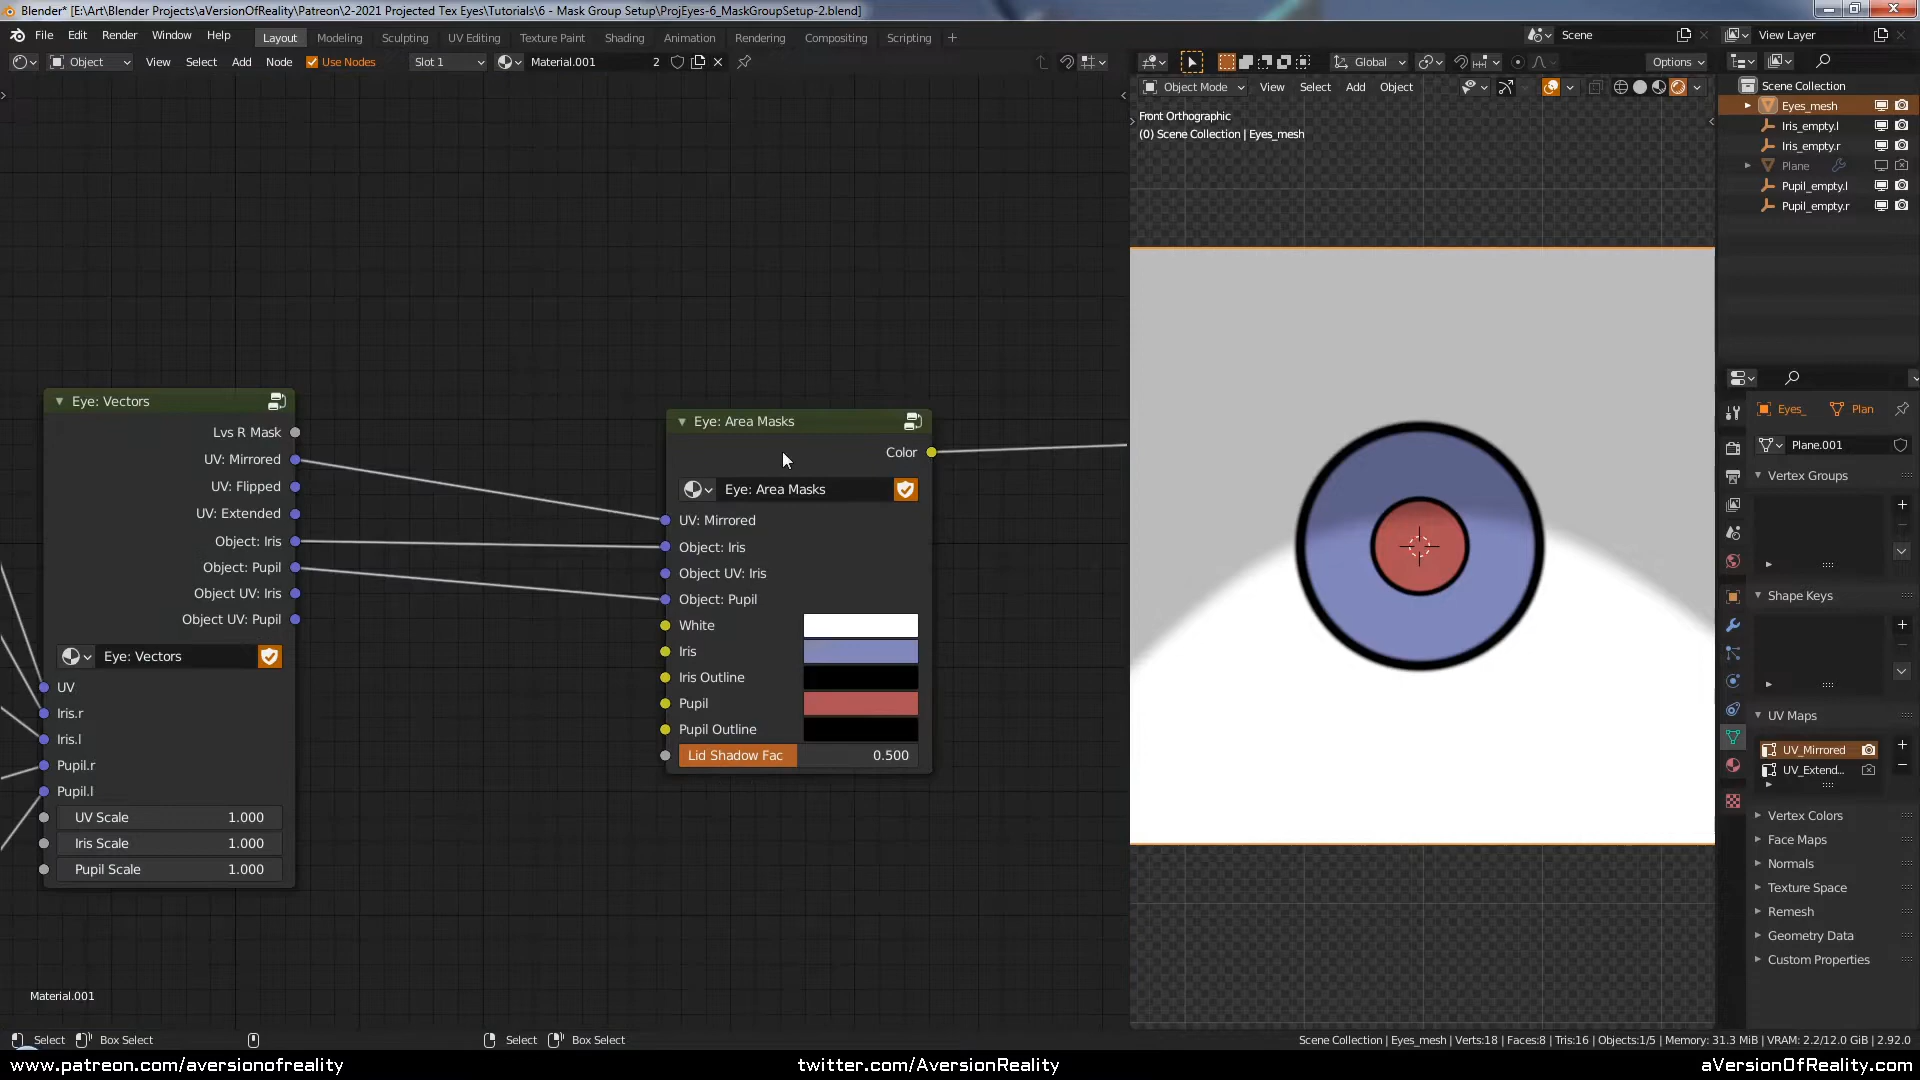 Blender* [E:\Art\Blender Projects\aVersionOfReality\Patreon\2-2021 Projected Tex Eyes\Tutorials\6 - Mask Group Setup\ProjEyes-6_MaskGroupSetup-2.blend]
File Edit Render Window Help Layout Modeling Sculpting UV Editing Texture Paint Shading Animation Rendering Compositing Scripting + Scene View Layer
Object View Select Add Node Use Nodes Slot 1 Material.001 2
Global Options
Object Mode View Select Add Object
Front Orthographic
(0) Scene Collection | Eyes_mesh
Scene Collection
Eyes_mesh
Iris_empty.l
Iris_empty.r
Plane
Pupil_empty.l
Pupil_empty.r
Eye: Vectors
Lvs R Mask
UV: Mirrored
UV: Flipped
UV: Extended
Object: Iris
Object: Pupil
Object UV: Iris
Object UV: Pupil
Eye: Vectors
UV
Iris.r
Iris.l
Pupil.r
Pupil.l
UV Scale 1.000
Iris Scale 1.000
Pupil Scale 1.000
Eye: Area Masks
Color
Eye: Area Masks
UV: Mirrored
Object: Iris
Object UV: Iris
Object: Pupil
White
Iris
Iris Outline
Pupil
Pupil Outline
Lid Shadow Fac 0.500
Eyes_ Plan
Plane.001
Vertex Groups
Shape Keys
UV Maps
UV_Mirrored
UV_Extend...
Vertex Colors
Face Maps
Normals
Texture Space
Remesh
Geometry Data
Custom Properties
Material.001
Select Box Select Select Box Select
Scene Collection | Eyes_mesh | Verts:18 | Faces:8 | Tris:16 | Objects:1/5 | Memory: 31.3 MiB | VRAM: 2.2/12.0 GiB | 2.92.0
www.patreon.com/aversionofreality twitter.com/AversionReality aVersionOfReality.com